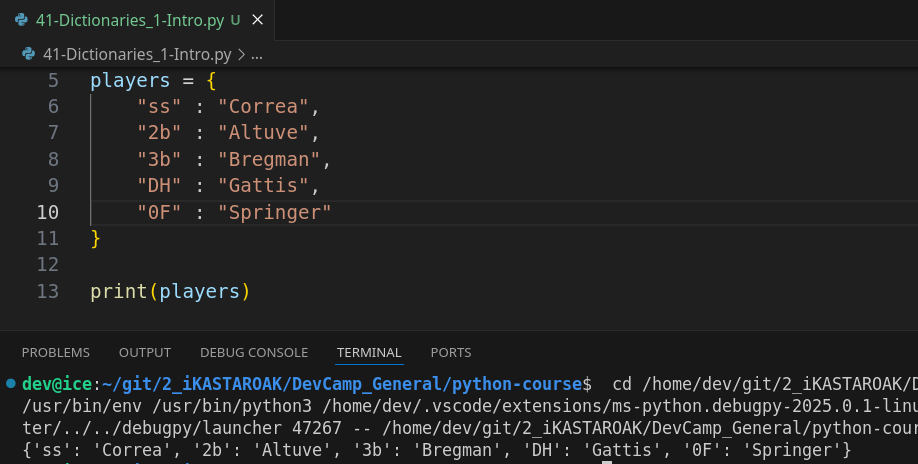 41-Dictionaries_1-Intro.py U
41-Dictionaries_1-Intro.py > ...
5 players = {
6 "ss" : "Correa",
7 "2b" : "Altuve",
8 "3b" : "Bregman",
9 "DH" : "Gattis",
10 "0F" : "Springer"
11 }
12
13 print(players)
PROBLEMS OUTPUT DEBUG CONSOLE TERMINAL PORTS
dev@ice:~/git/2_iKASTAROAK/DevCamp_General/python-course$ cd /home/dev/git/2_iKASTAROAK/D
/usr/bin/env /usr/bin/python3 /home/dev/.vscode/extensions/ms-python.debugpy-2025.0.1-linu
ter/../../debugpy/launcher 47267 -- /home/dev/git/2_iKASTAROAK/DevCamp_General/python-cour
{'ss': 'Correa', '2b': 'Altuve', '3b': 'Bregman', 'DH': 'Gattis', '0F': 'Springer'}